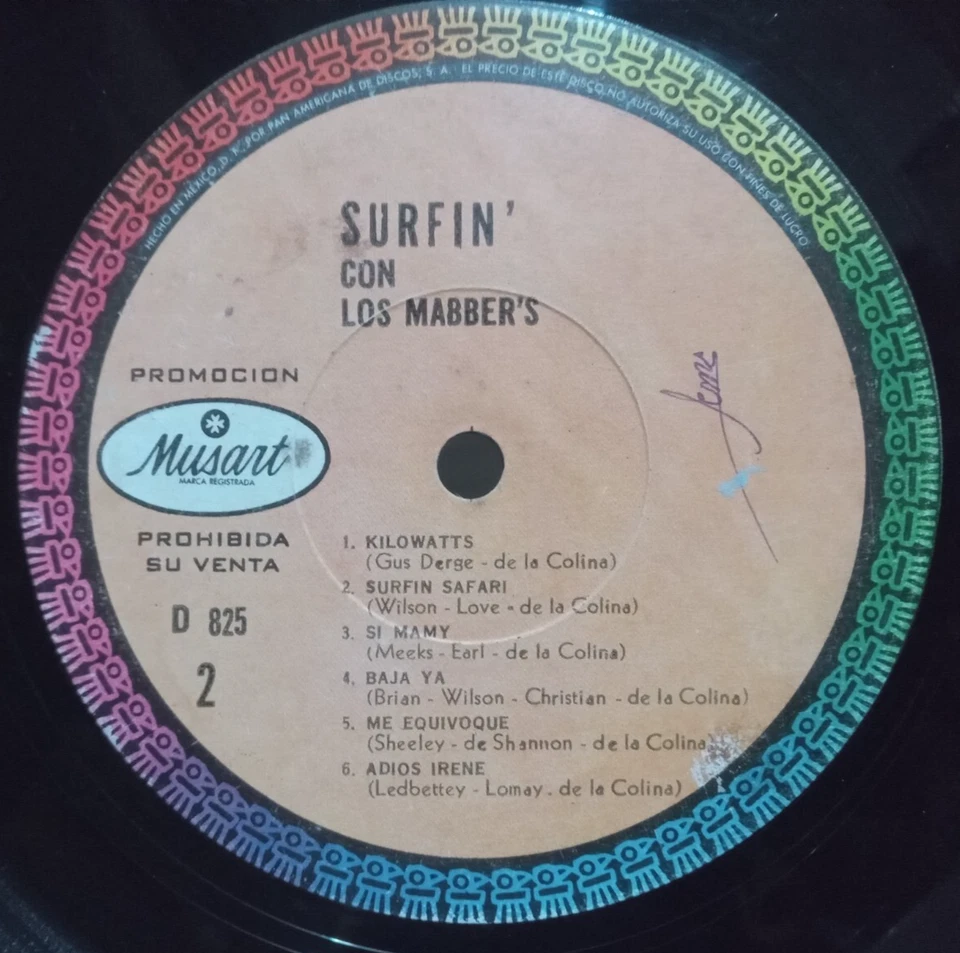 HECHO EN MEXICO, D. F. POR PAN AMERICANA DE DISCOS, S. A. EL PRECIO DE ESTE DISCO NO AUTORIZA SU USO CON FINES DE LUCRO
SURFIN'
CON
LOS MABBER'S
PROMOCION
Musart
MARCA REGISTRADA
PROHIBIDA
SU VENTA
D 825
2
1. KILOWATTS
(Gus Derge - de la Colina)
2. SURFIN SAFARI
(Wilson - Love - de la Colina)
3. SI MAMY
(Meeks - Earl - de la Colina)
4. BAJA YA
(Brian - Wilson - Christian - de la Colina)
5. ME EQUIVOQUE
(Sheeley - de Shannon - de la Colina
6. ADIOS IRENE
(Ledbettey - Lomay. de la Colina)